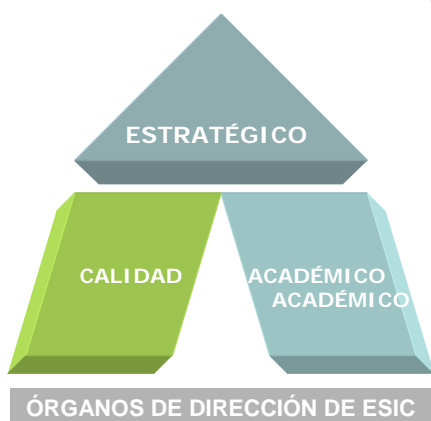 ESTRATÉGICO
CALIDAD
ACADÉMICO
ACADÉMICO
ÓRGANOS DE DIRECCIÓN DE ESIC